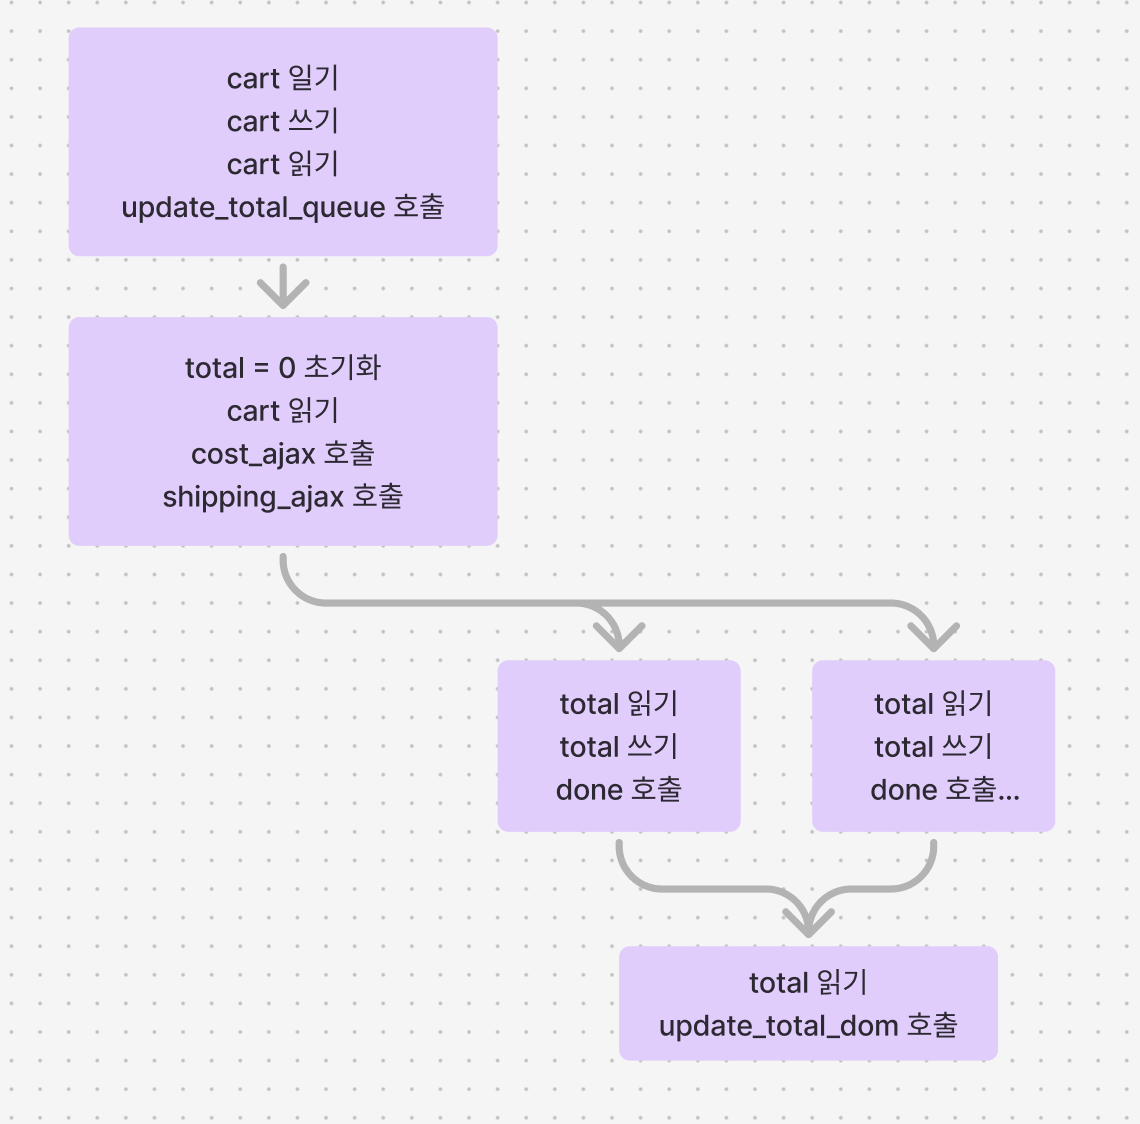 cart 일기
cart 쓰기
cart 읽기
update_total_queue 호출
total = 0 초기화
cart 읽기
cost_ajax 호출
shipping_ajax 호출
total 읽기
total 쓰기
done 호출
total 읽기
total 쓰기
done 호출...
total 읽기
update_total_dom 호출